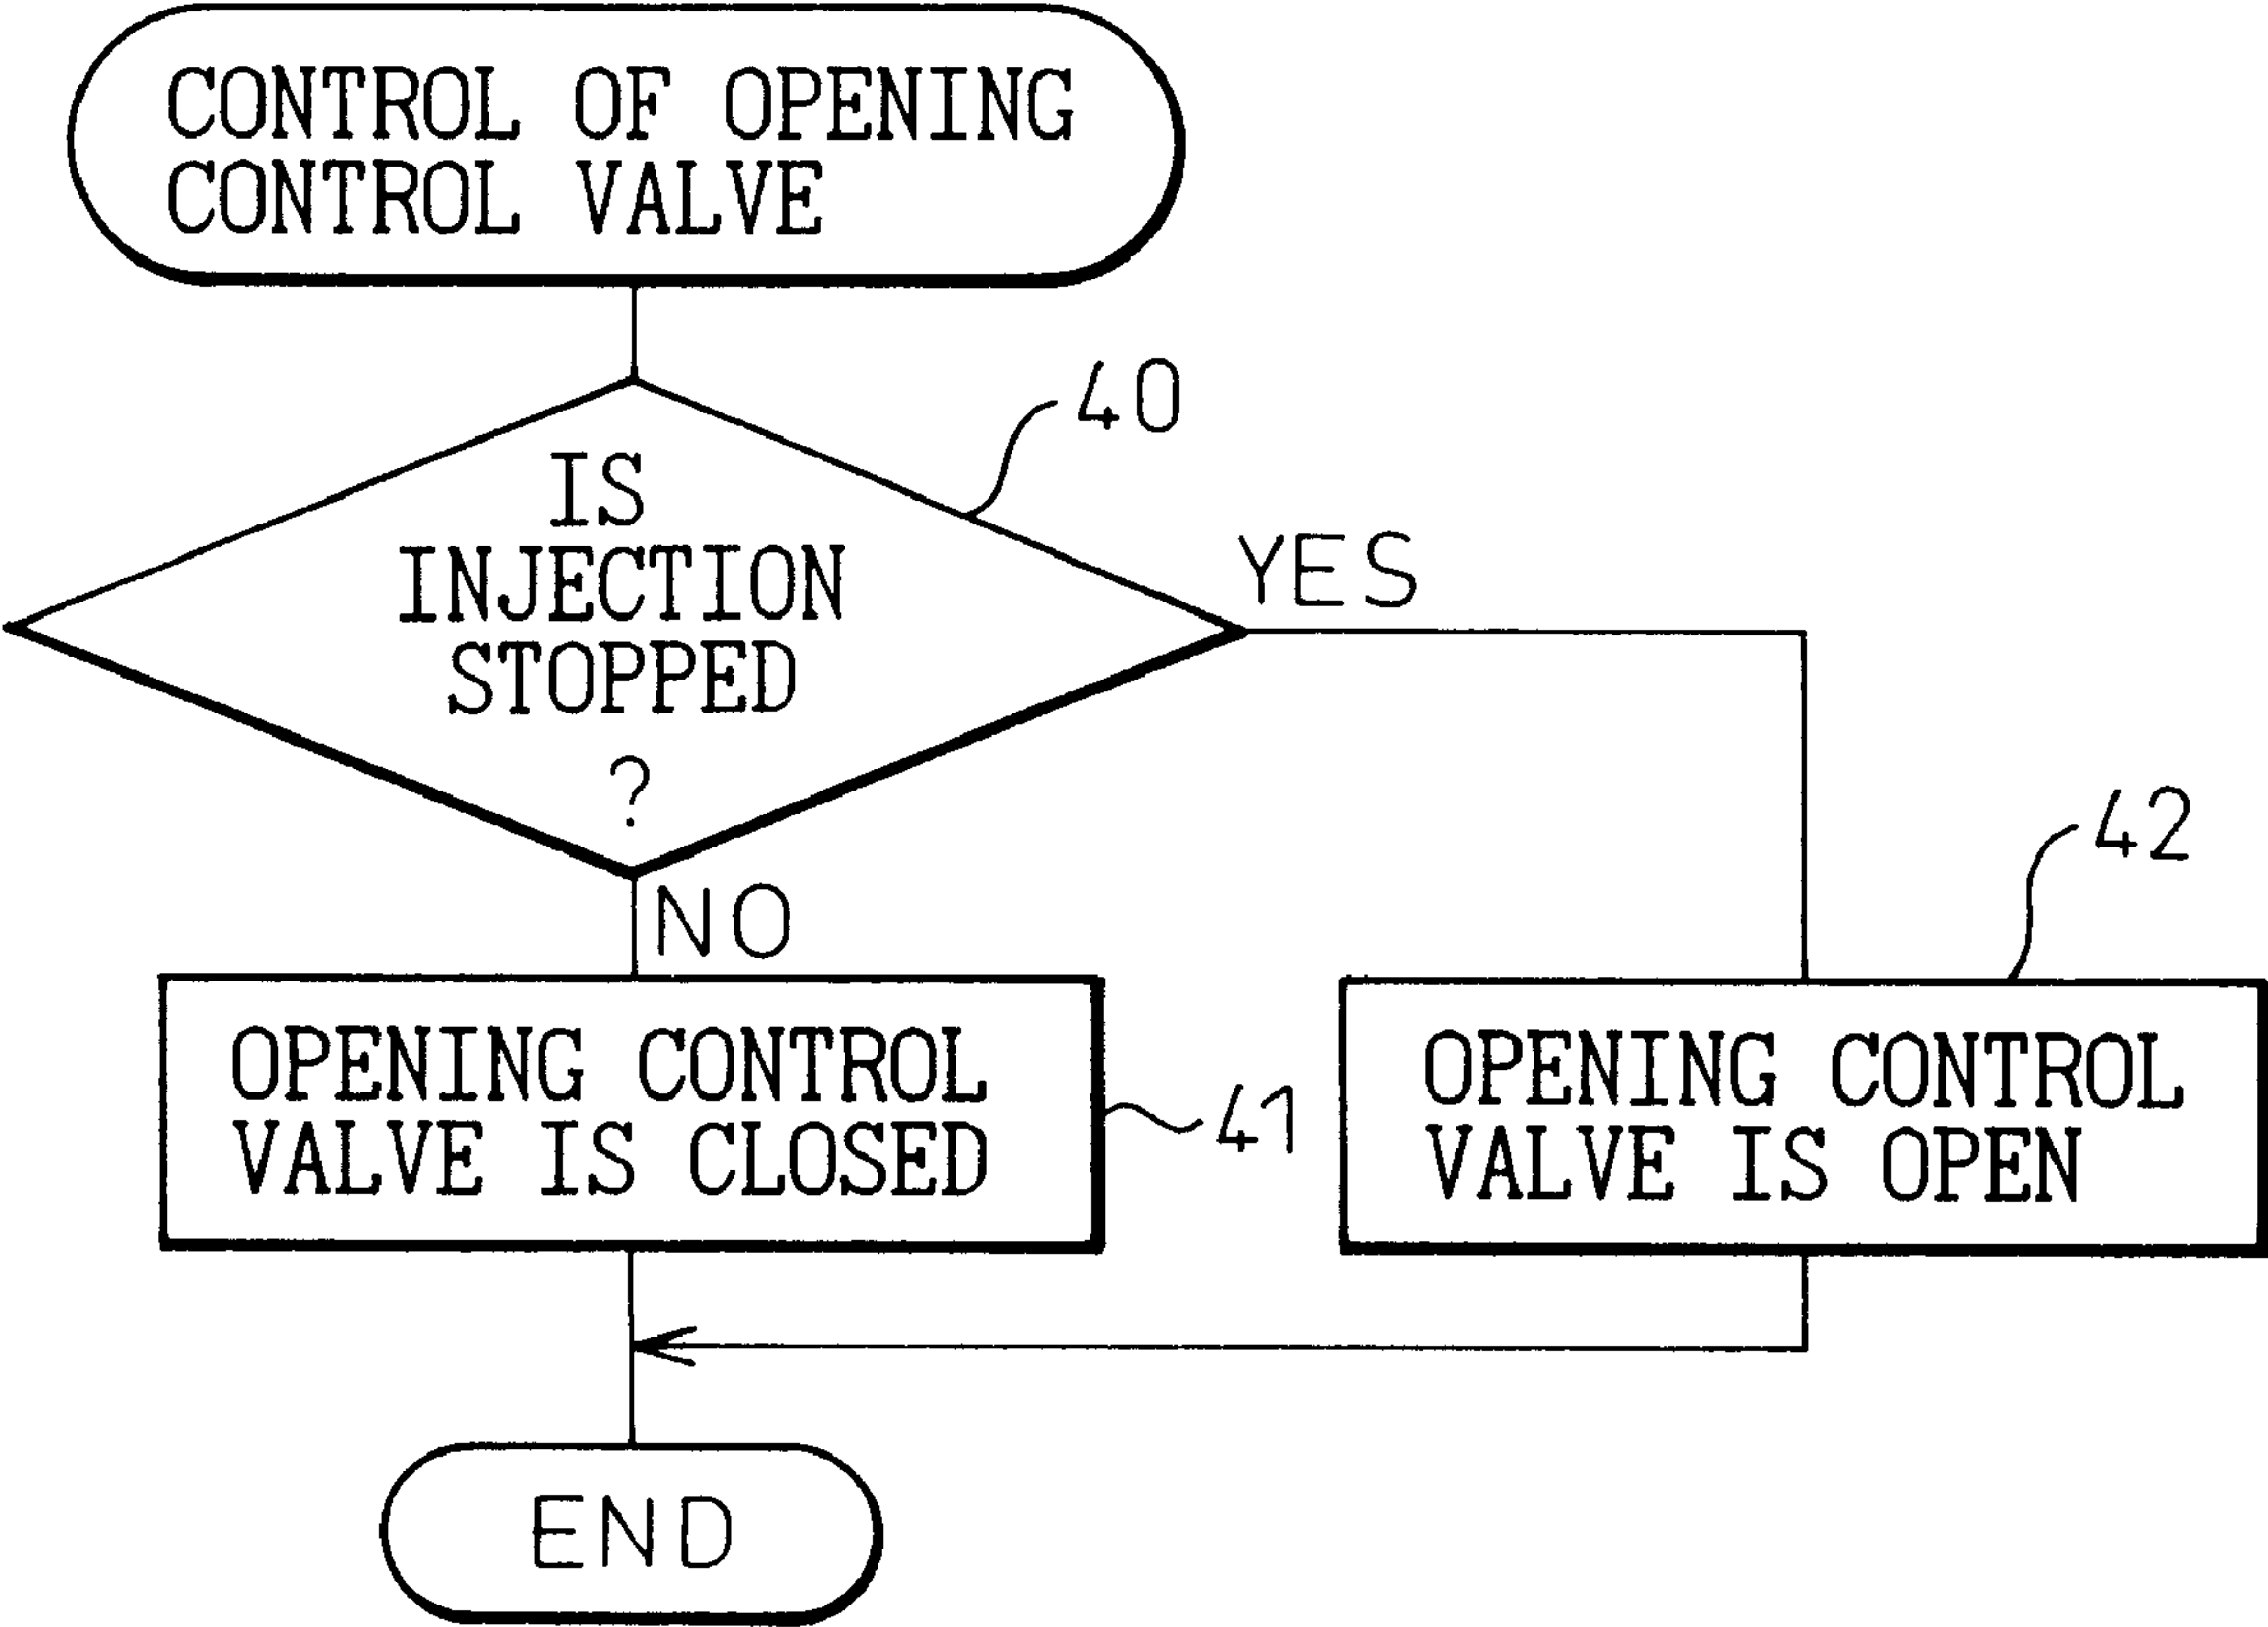 CONTROL OF OPENING
CONTROL VALVE
40
IS
INJECTION
STOPPED
?
YES
NO
42
OPENING CONTROL
VALVE IS CLOSED
41
OPENING CONTROL
VALVE IS OPEN
END